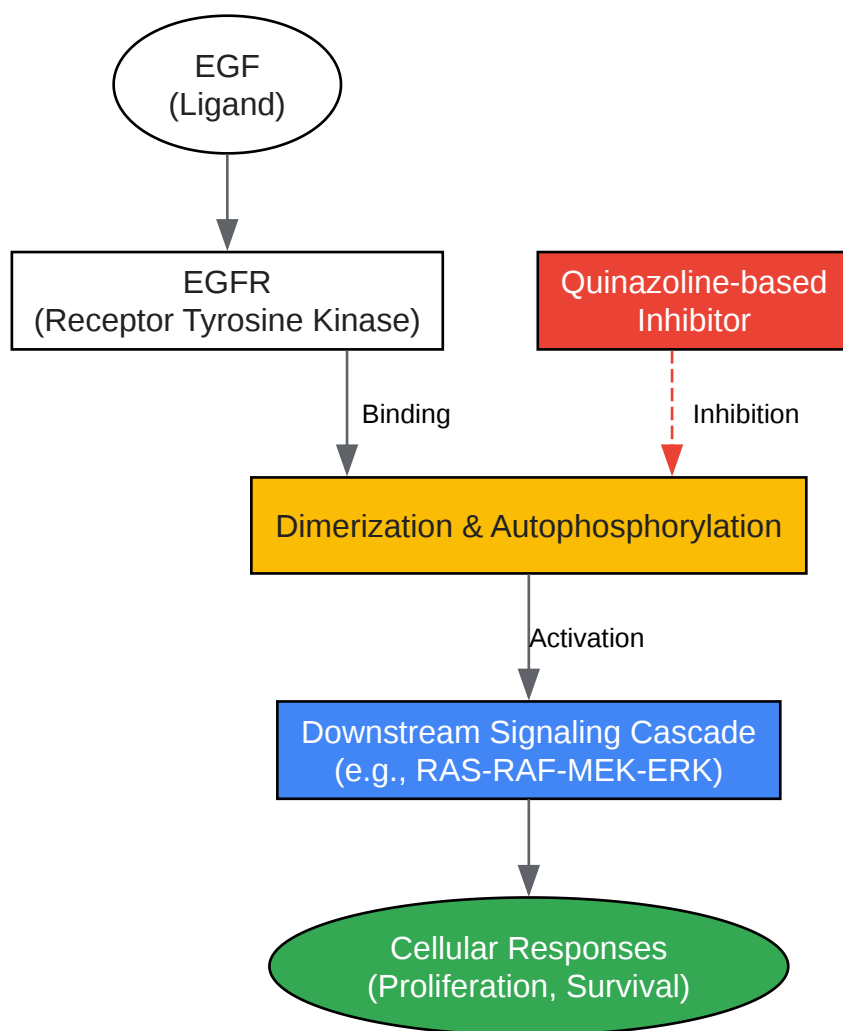 EGF
(Ligand)
EGFR
(Receptor Tyrosine Kinase)
Quinazoline-based
Inhibitor
Binding
Inhibition
Dimerization & Autophosphorylation
Activation
Downstream Signaling Cascade
(e.g., RAS-RAF-MEK-ERK)
Cellular Responses
(Proliferation, Survival)